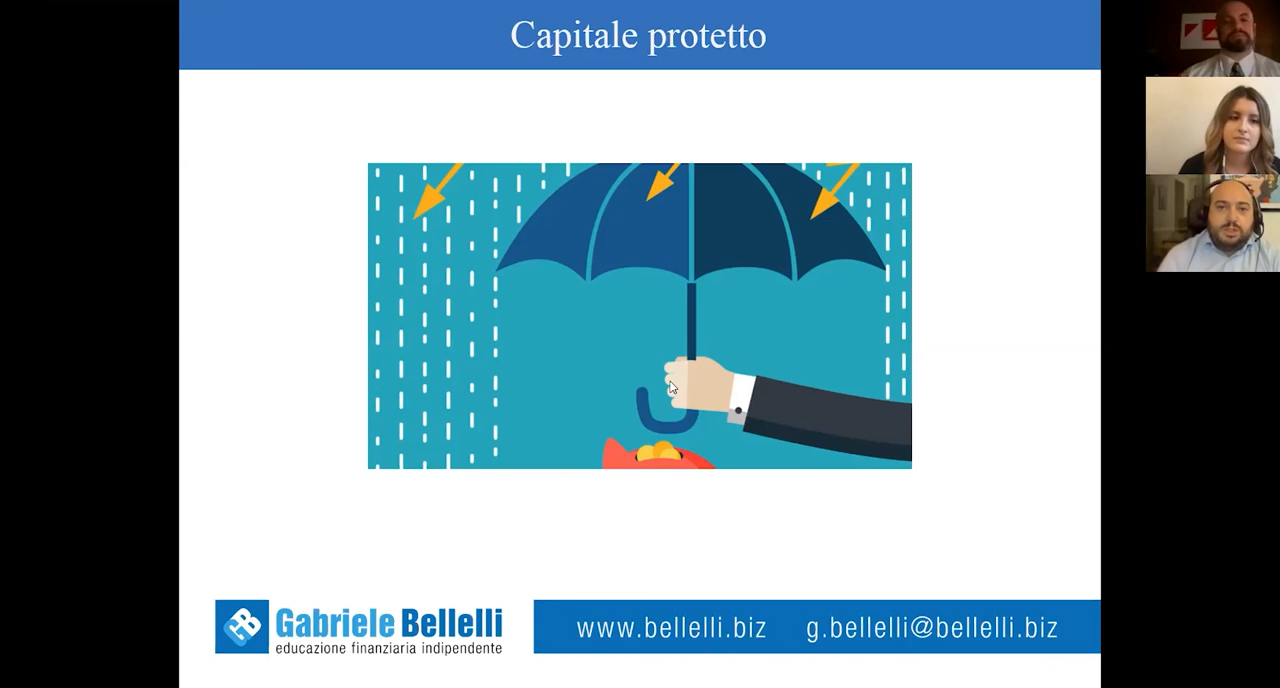 Capitale protetto
Gabriele Bellelli
educazione finanziaria indipendente
www.bellelli.biz g.bellelli@bellelli.biz